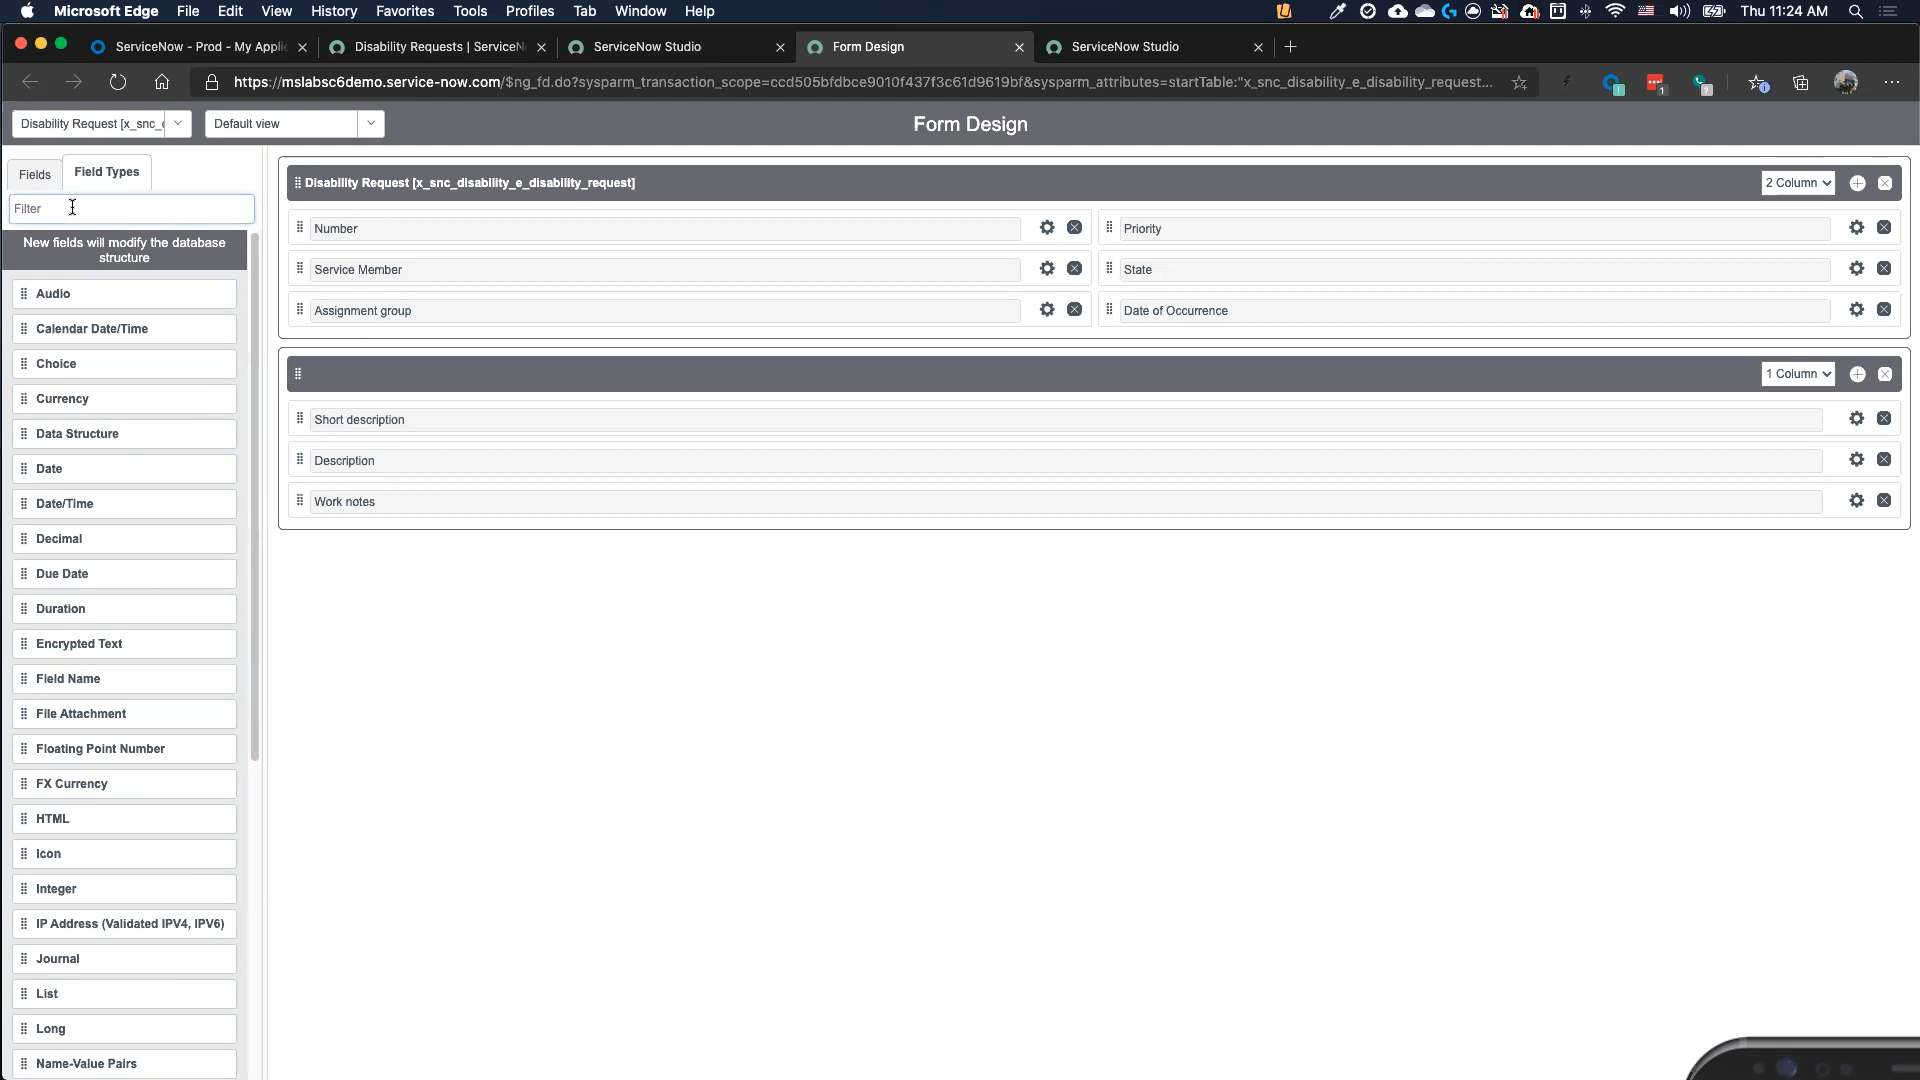 Microsoft Edge File Edit View History Favorites Tools Profiles Tab Window Help Thu 11:24 AM
ServiceNow - Prod - My Appli
Disability Requests | ServiceN
ServiceNow Studio
Form Design
ServiceNow Studio
https://mslabsc6demo.service-now.com/$ng_fd.do?sysparm_transaction_scope=ccd505bfdbce9010f437f3c61d9619bf&sysparm_attributes=startTable:"x_snc_disability_e_disability_request...
1
7
Disability Request [x_snc_
Default view
Form Design
Fields
Field Types
Filter
New fields will modify the database
structure
Audio
Calendar Date/Time
Choice
Currency
Data Structure
Date
Date/Time
Decimal
Due Date
Duration
Encrypted Text
Field Name
File Attachment
Floating Point Number
FX Currency
HTML
Icon
Integer
IP Address (Validated IPV4, IPV6)
Journal
List
Long
Name-Value Pairs
Disability Request [x_snc_disability_e_disability_request]
2 Column
Number
Priority
Service Member
State
Assignment group
Date of Occurrence
1 Column
Short description
Description
Work notes